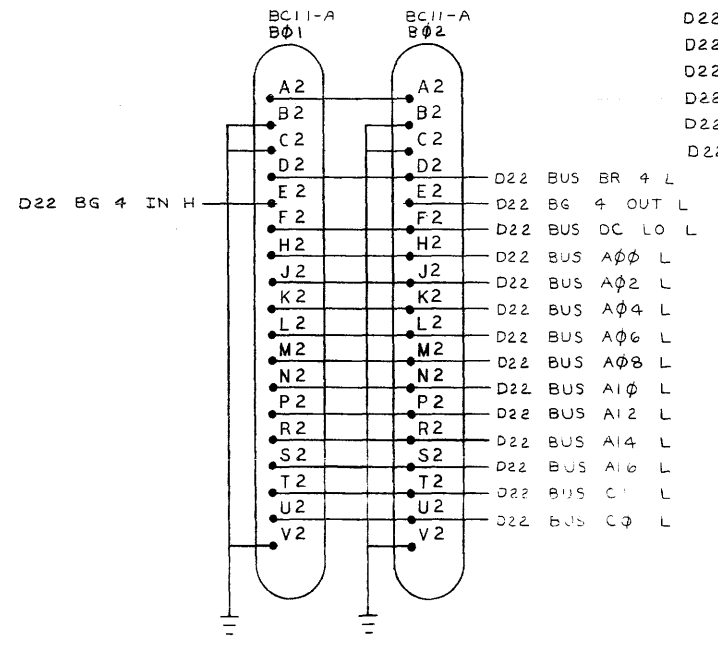 BC11-A BC11-A
BØ1 BØ2
D22
D22
D22
D22
D22
D22
A2 A2
B2 B2
C2 C2
D2 D2 D22 BUS BR 4 L
D22 BG 4 IN H E2 E2 D22 BG 4 OUT L
F2 F2 D22 BUS DC LO L
H2 H2 D22 BUS AØØ L
J2 J2 D22 BUS AØ2 L
K2 K2 D22 BUS AØ4 L
L2 L2 D22 BUS AØ6 L
M2 M2 D22 BUS AØ8 L
N2 N2 D22 BUS A1Ø L
P2 P2 D22 BUS A12 L
R2 R2 D22 BUS A14 L
S2 S2 D22 BUS A16 L
T2 T2 D22 BUS C1 L
U2 U2 D22 BUS CØ L
V2 V2